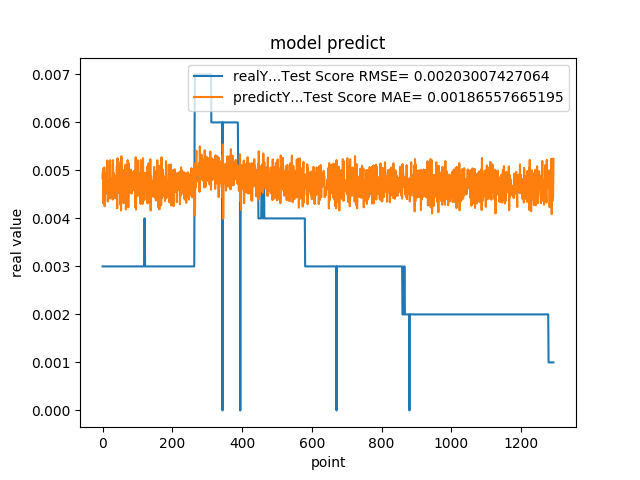 model predict
realY...Test Score RMSE= 0.00203007427064
predictY...Test Score MAE= 0.00186557665195
0.007
0.006
0.005
0.004
0.003
0.002
0.001
0.000
real value
0 200 400 600 800 1000 1200
point